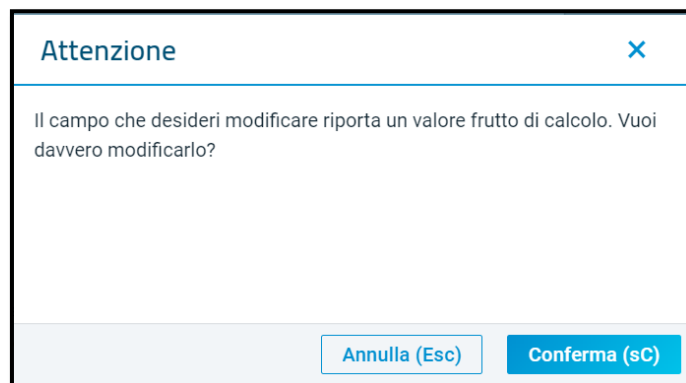 Attenzione
Il campo che desideri modificare riporta un valore frutto di calcolo. Vuoi
davvero modificarlo?
Annulla (Esc) Conferma (sC)